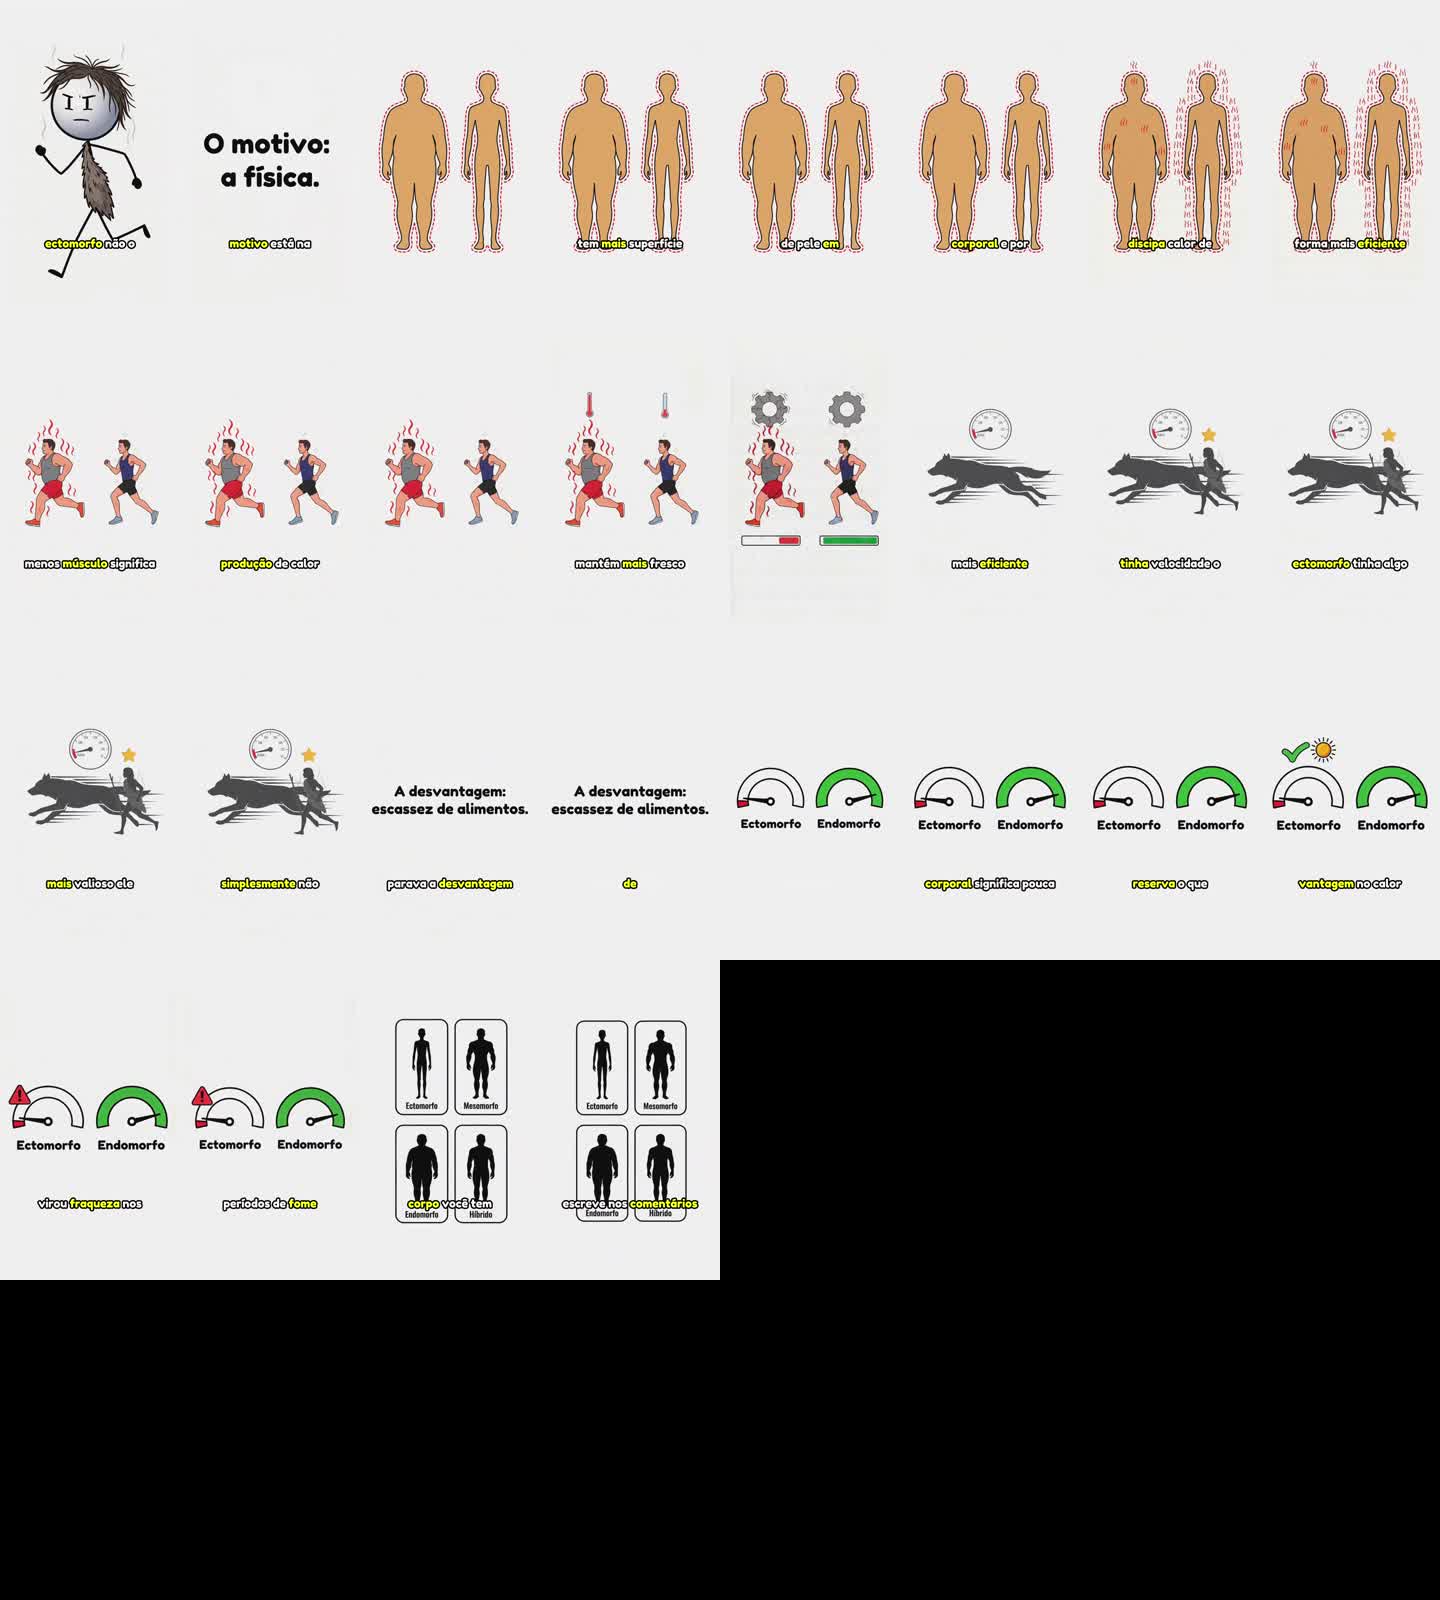 ectomorfo não o
O motivo:
a física.
motivo está na
tem mais superfície
de pele em
corporal e por
discipa calor de
forma mais eficiente
menos músculo significa
produção de calor
mantém mais fresco
mais eficiente
tinha velocidade o
ectomorfo tinha algo
mais valioso ele
simplesmente não
A desvantagem:
escassez de alimentos.
parava a desvantagem
A desvantagem:
escassez de alimentos.
de
Ectomorfo Endomorfo
Ectomorfo Endomorfo
corporal significa pouca
Ectomorfo Endomorfo
reserva o que
Ectomorfo Endomorfo
vantagem no calor
Ectomorfo Endomorfo
virou fraqueza nos
Ectomorfo Endomorfo
períodos de fome
Ectomorfo Mesomorfo
corpo você tem
Endomorfo Híbrido
Ectomorfo Mesomorfo
escreve nos comentários
Endomorfo Híbrido